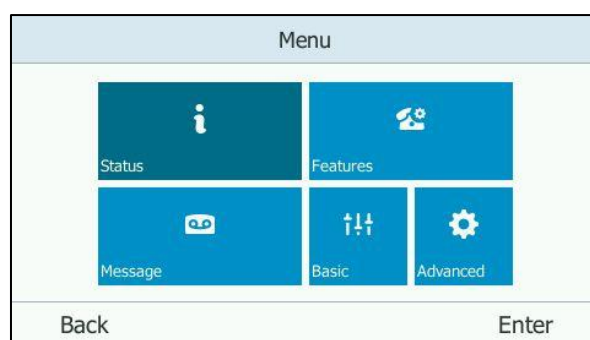 Menu
Status
Features
Message
Basic
Advanced
Back
Enter